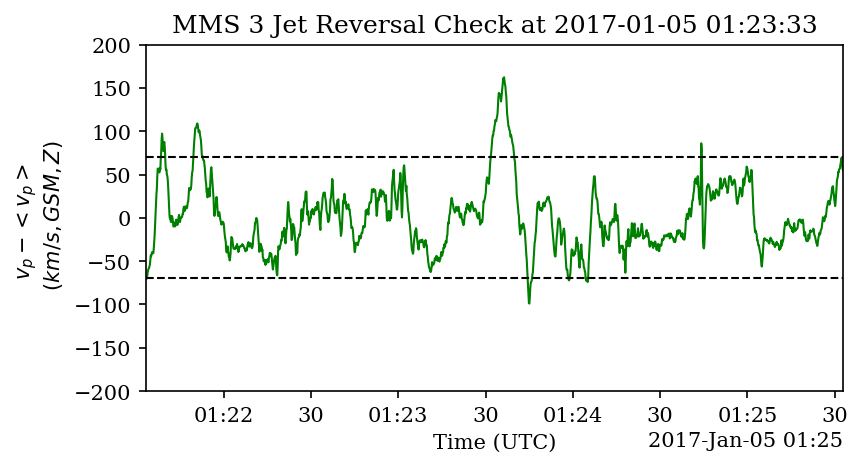 MMS 3 Jet Reversal Check at 2017-01-05 01:23:33
v_p - < v_p >
(km/s, GSM, Z)
200
150
100
50
0
−50
−100
−150
−200
01:22 30 01:23 30 01:24 30 01:25 30
Time (UTC)
2017-Jan-05 01:25